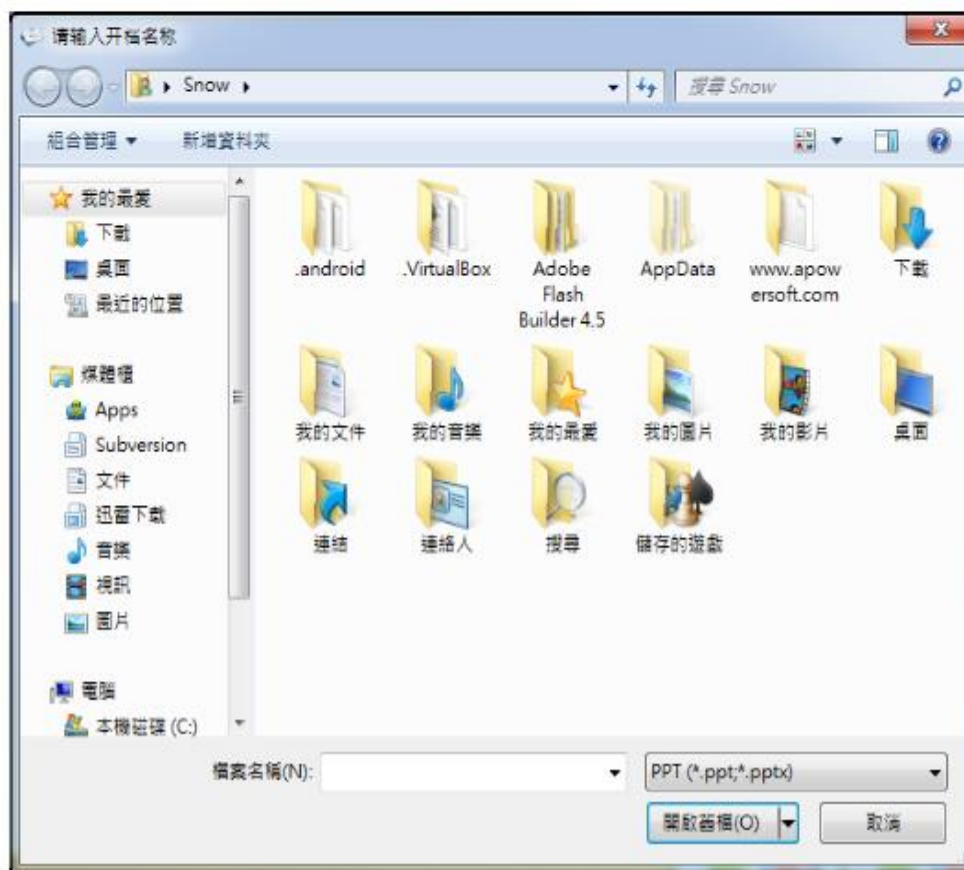 请输入开档名称
Snow
搜尋 Snow
組合管理
新增資料夾
我的最愛
下載
桌面
最近的位置
媒體櫃
Apps
Subversion
文件
迅雷下載
音樂
視訊
圖片
電腦
本機磁碟 (C:)
.android
.VirtualBox
Adobe
Flash
Builder 4.5
AppData
www.apow
ersoft.com
下載
我的文件
我的音樂
我的最愛
我的圖片
我的影片
桌面
連結
連絡人
搜尋
儲存的遊戲
檔案名稱(N):
PPT (*.ppt;*.pptx)
開啟舊檔(O)
取消